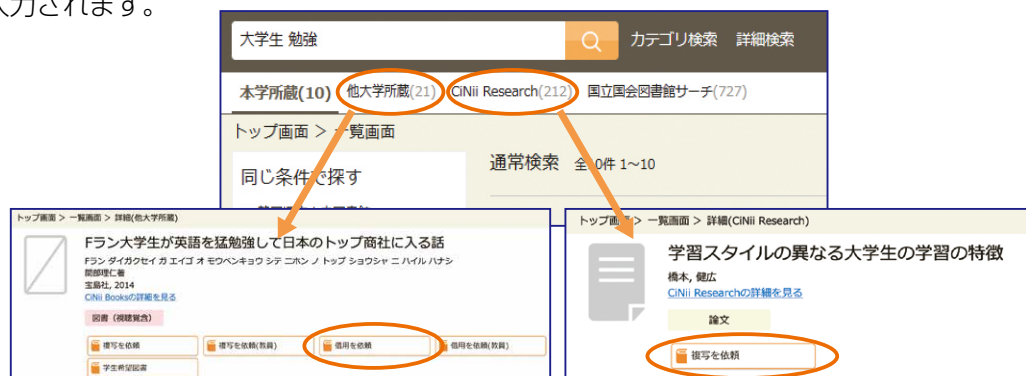 入力されます。
大学生 勉強
カテゴリ検索 詳細検索
本学所蔵(10) 他大学所蔵(21) CiNii Research(212) 国立国会図書館サーチ(727)
トップ画面 > 一覧画面
同じ条件で探す
通常検索 全10件 1~10
トップ画面 > 一覧画面 > 詳細(他大学所蔵)
Fラン大学生が英語を猛勉強して日本のトップ商社に入る話
Fラン ダイガクセイ ガ エイゴ オ モウベンキョウ シテ ニホン ノ トップ ショウシャ ニ ハイル ハナシ
間部理仁著
宝島社, 2014
CiNii Booksの詳細を見る
図書（視聴覚含）
複写を依頼 複写を依頼(教員) 借用を依頼 借用を依頼(教員)
学生希望図書
トップ画面 > 一覧画面 > 詳細(CiNii Research)
学習スタイルの異なる大学生の学習の特徴
橋本, 健広
CiNii Researchの詳細を見る
論文
複写を依頼